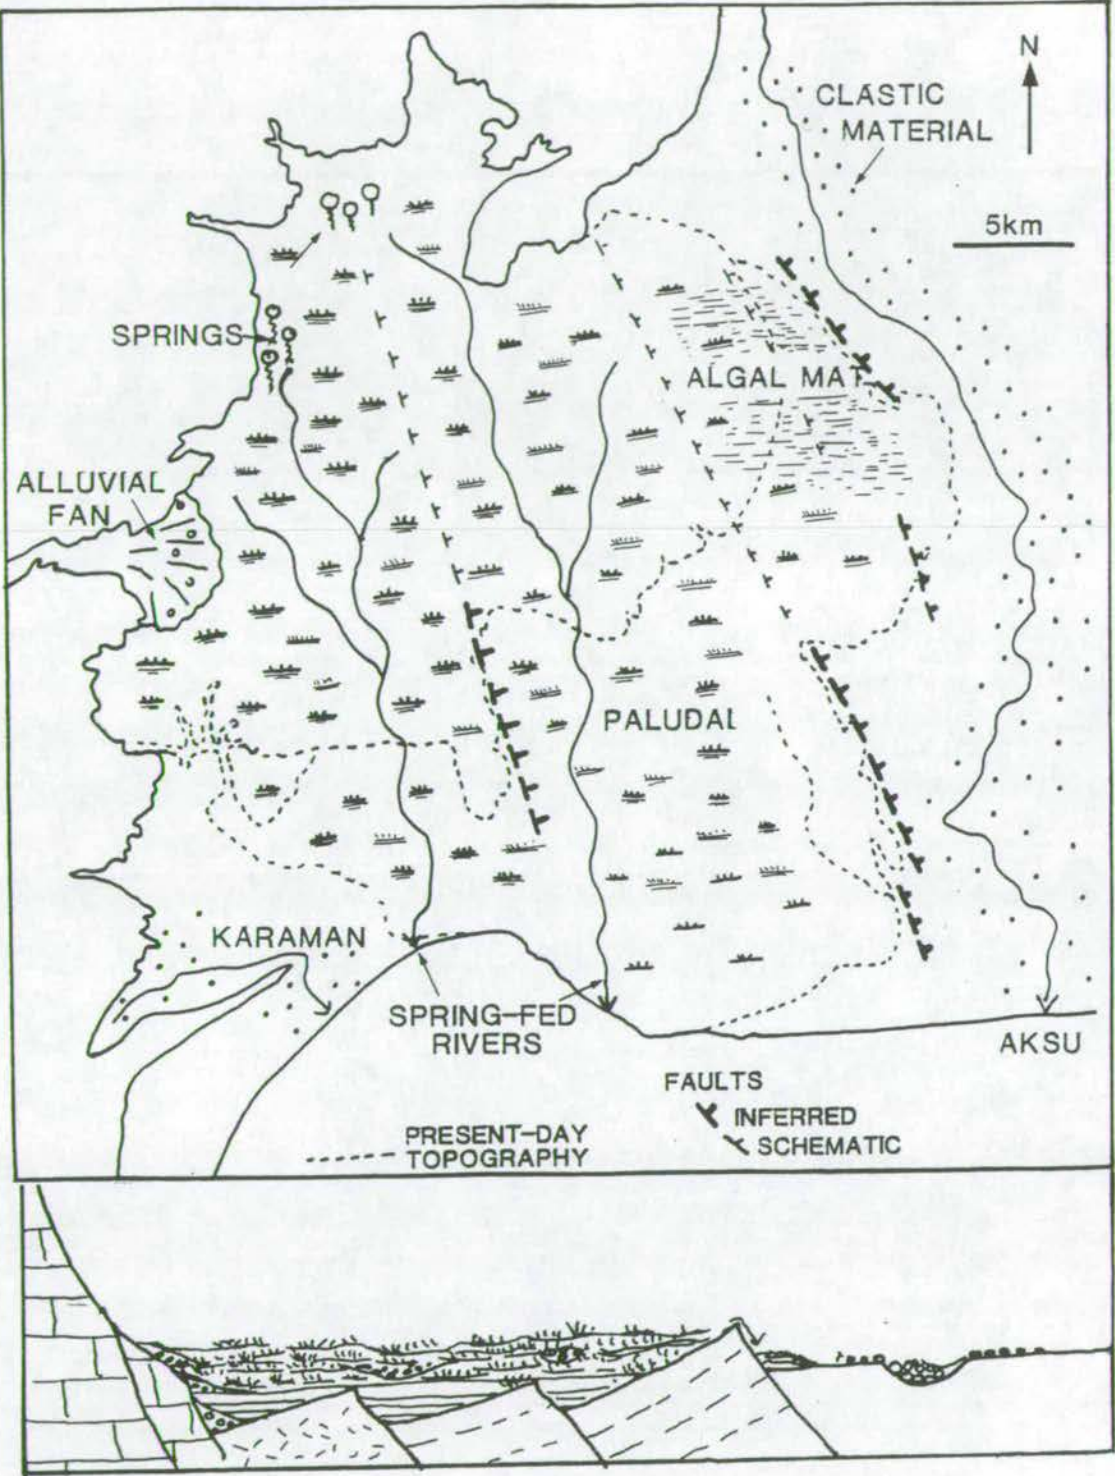 N
CLASTIC
MATERIAL
5km
SPRINGS
ALGAL MAT
ALLUVIAL
FAN
PALUDAL
KARAMAN
SPRING-FED
RIVERS
AKSU
FAULTS
INFERRED
SCHEMATIC
PRESENT-DAY
TOPOGRAPHY